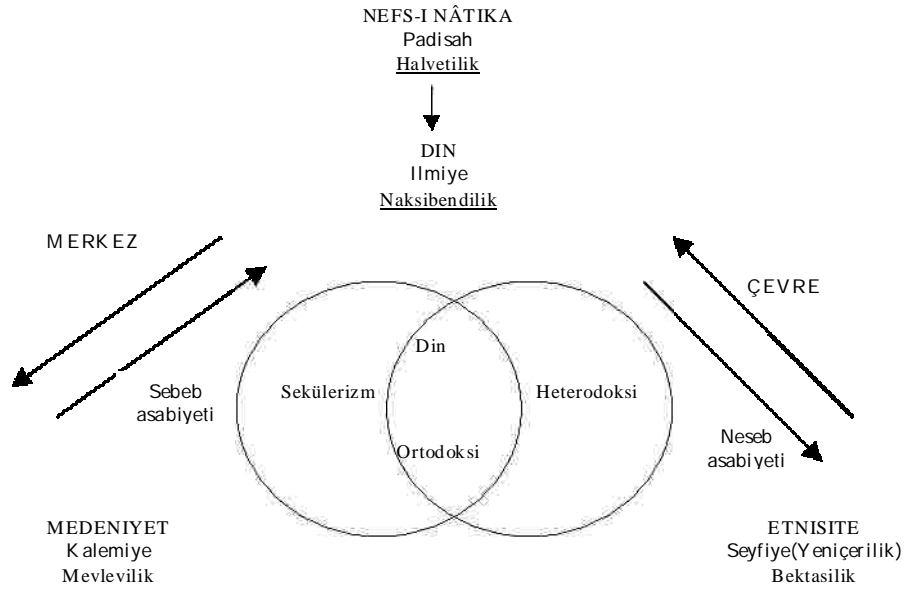 NEFS-I NÂTIKA
Padisah
Halvetilik
DIN
Ilmiye
Naksibendilik
MERKEZ
ÇEVRE
Din
Sebeb
asabiyeti
Sekülerizm
Heterodoksi
Ortodoksi
Neseb
asabiyeti
MEDENIYET
Kalemiye
Mevlevilik
ETNISITE
Seyfiye(Yeniçerilik)
Bektasilik